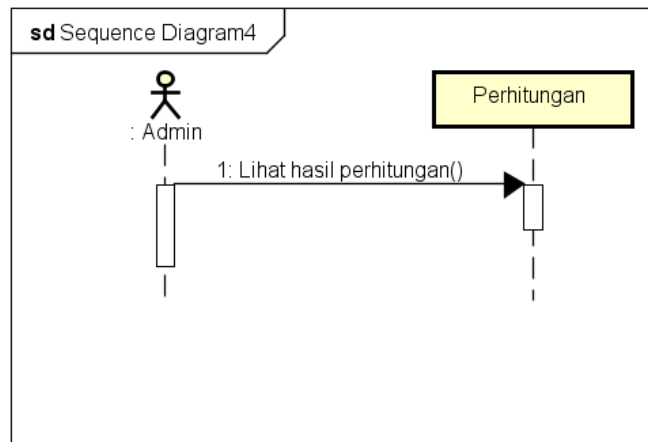 sd Sequence Diagram4
: Admin
Perhitungan
1: Lihat hasil perhitungan()